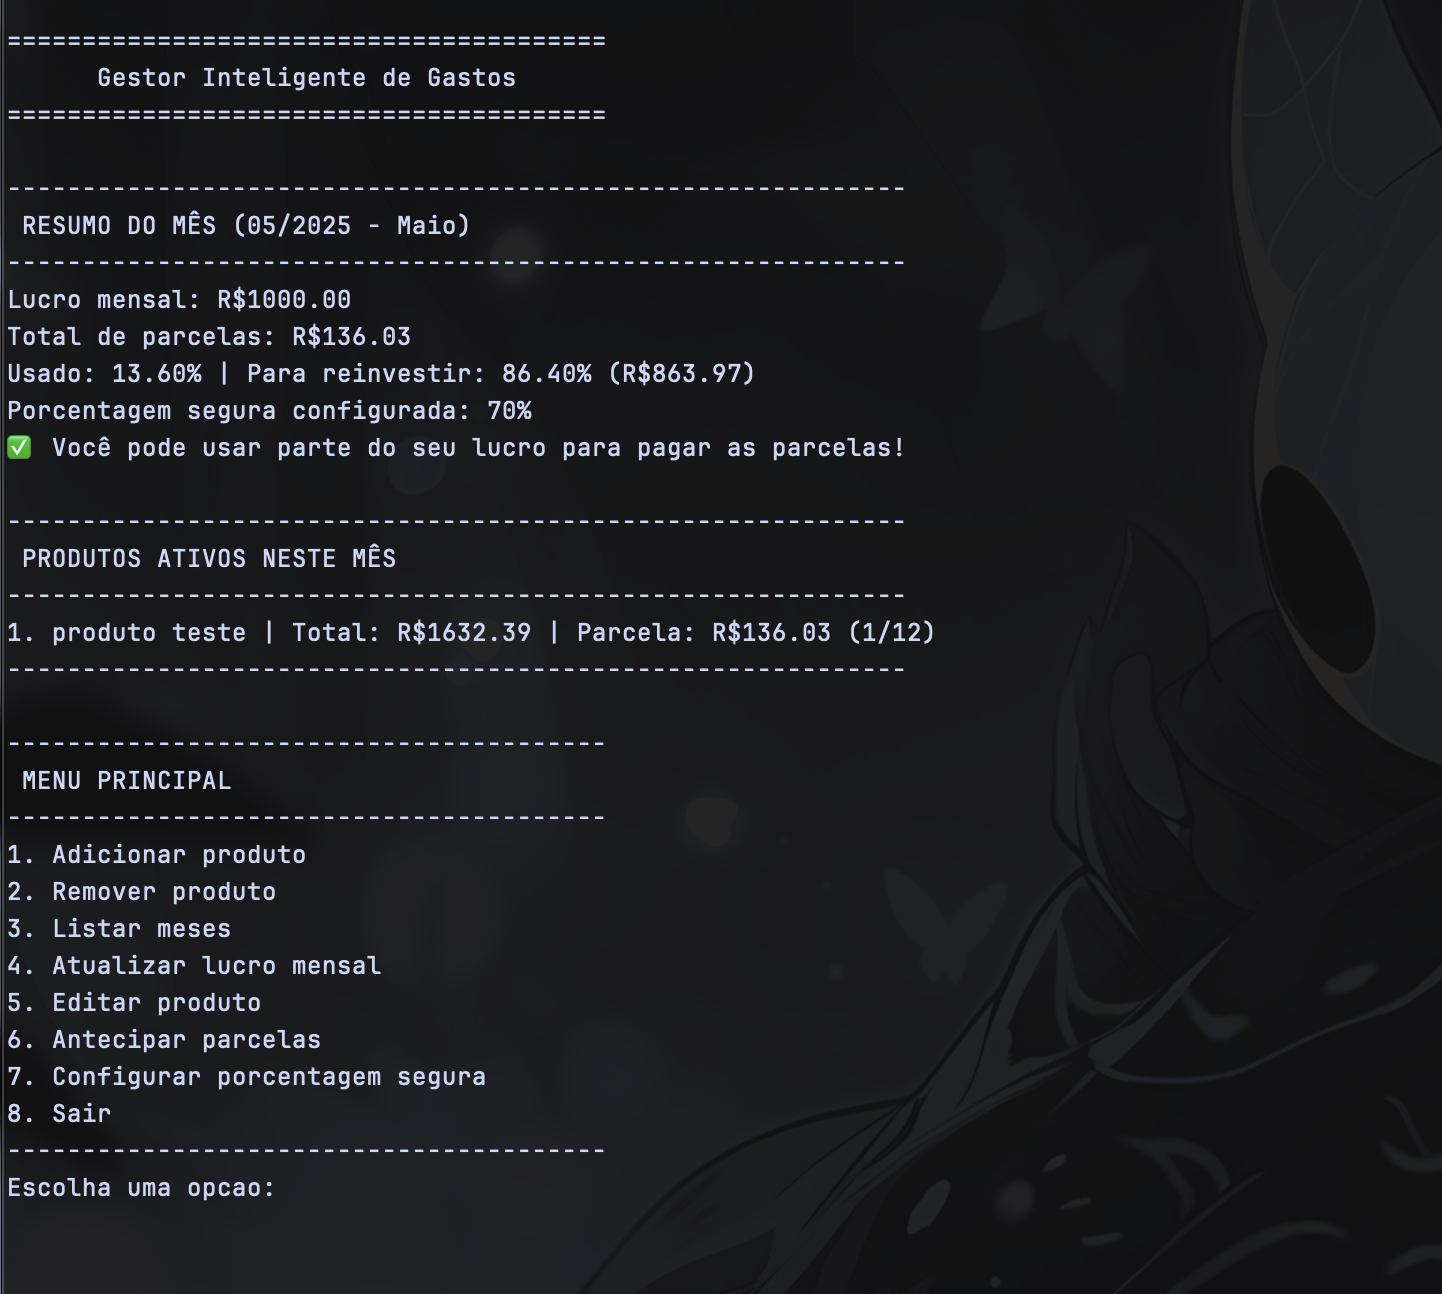 ========================================
Gestor Inteligente de Gastos
========================================
------------------------------------------------------------
RESUMO DO MÊS (05/2025 - Maio)
------------------------------------------------------------
Lucro mensal: R$1000.00
Total de parcelas: R$136.03
Usado: 13.60% | Para reinvestir: 86.40% (R$863.97)
Porcentagem segura configurada: 70%
✅ Você pode usar parte do seu lucro para pagar as parcelas!
------------------------------------------------------------
PRODUTOS ATIVOS NESTE MÊS
------------------------------------------------------------
1. produto teste | Total: R$1632.39 | Parcela: R$136.03 (1/12)
------------------------------------------------------------
----------------------------------------
MENU PRINCIPAL
----------------------------------------
1. Adicionar produto
2. Remover produto
3. Listar meses
4. Atualizar lucro mensal
5. Editar produto
6. Antecipar parcelas
7. Configurar porcentagem segura
8. Sair
----------------------------------------
Escolha uma opcao: